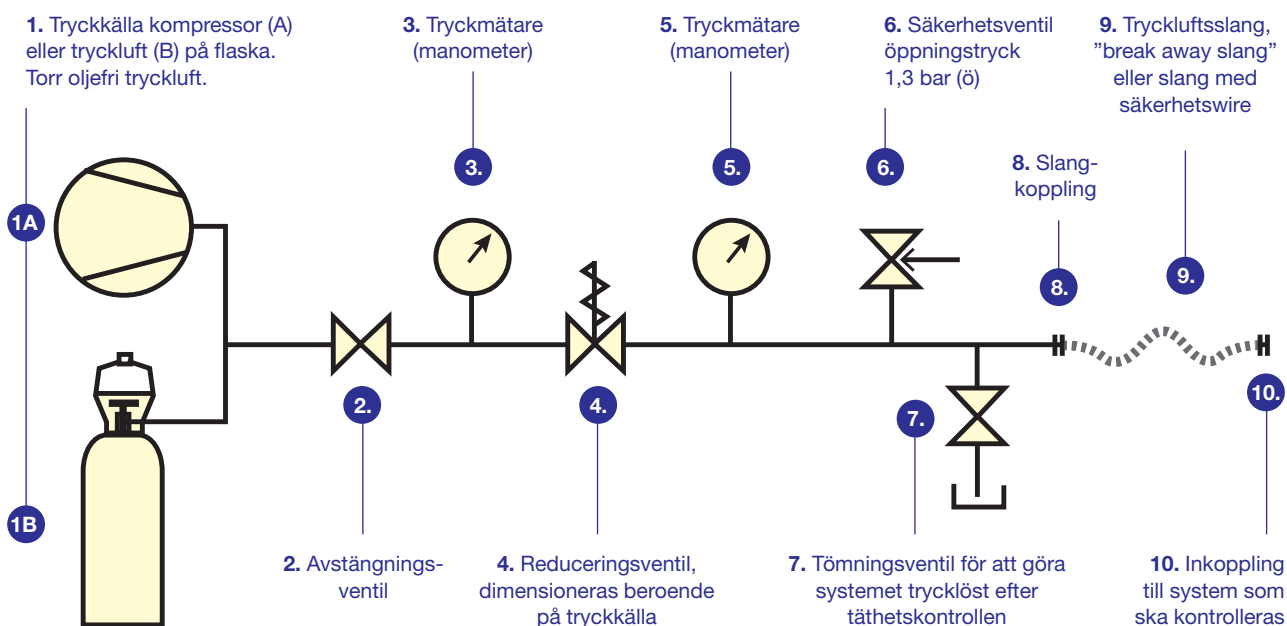 1. Tryckkälla kompressor (A)
eller tryckluft (B) på flaska.
Torr oljefri tryckluft.
3. Tryckmätare
(manometer)
5. Tryckmätare
(manometer)
6. Säkerhetsventil
öppningstryck
1,3 bar (ö)
9. Tryckluftsslang,
”break away slang”
eller slang med
säkerhetswire
3.
5.
6.
8. Slang-
koppling
1A
8.
9.
2.
4.
7.
10.
1B
2. Avstängnings-
ventil
4. Reduceringsventil,
dimensioneras beroende
på tryckkälla
7. Tömningsventil för att göra
systemet trycklöst efter
täthetskontrollen
10. Inkoppling
till system som
ska kontrolleras